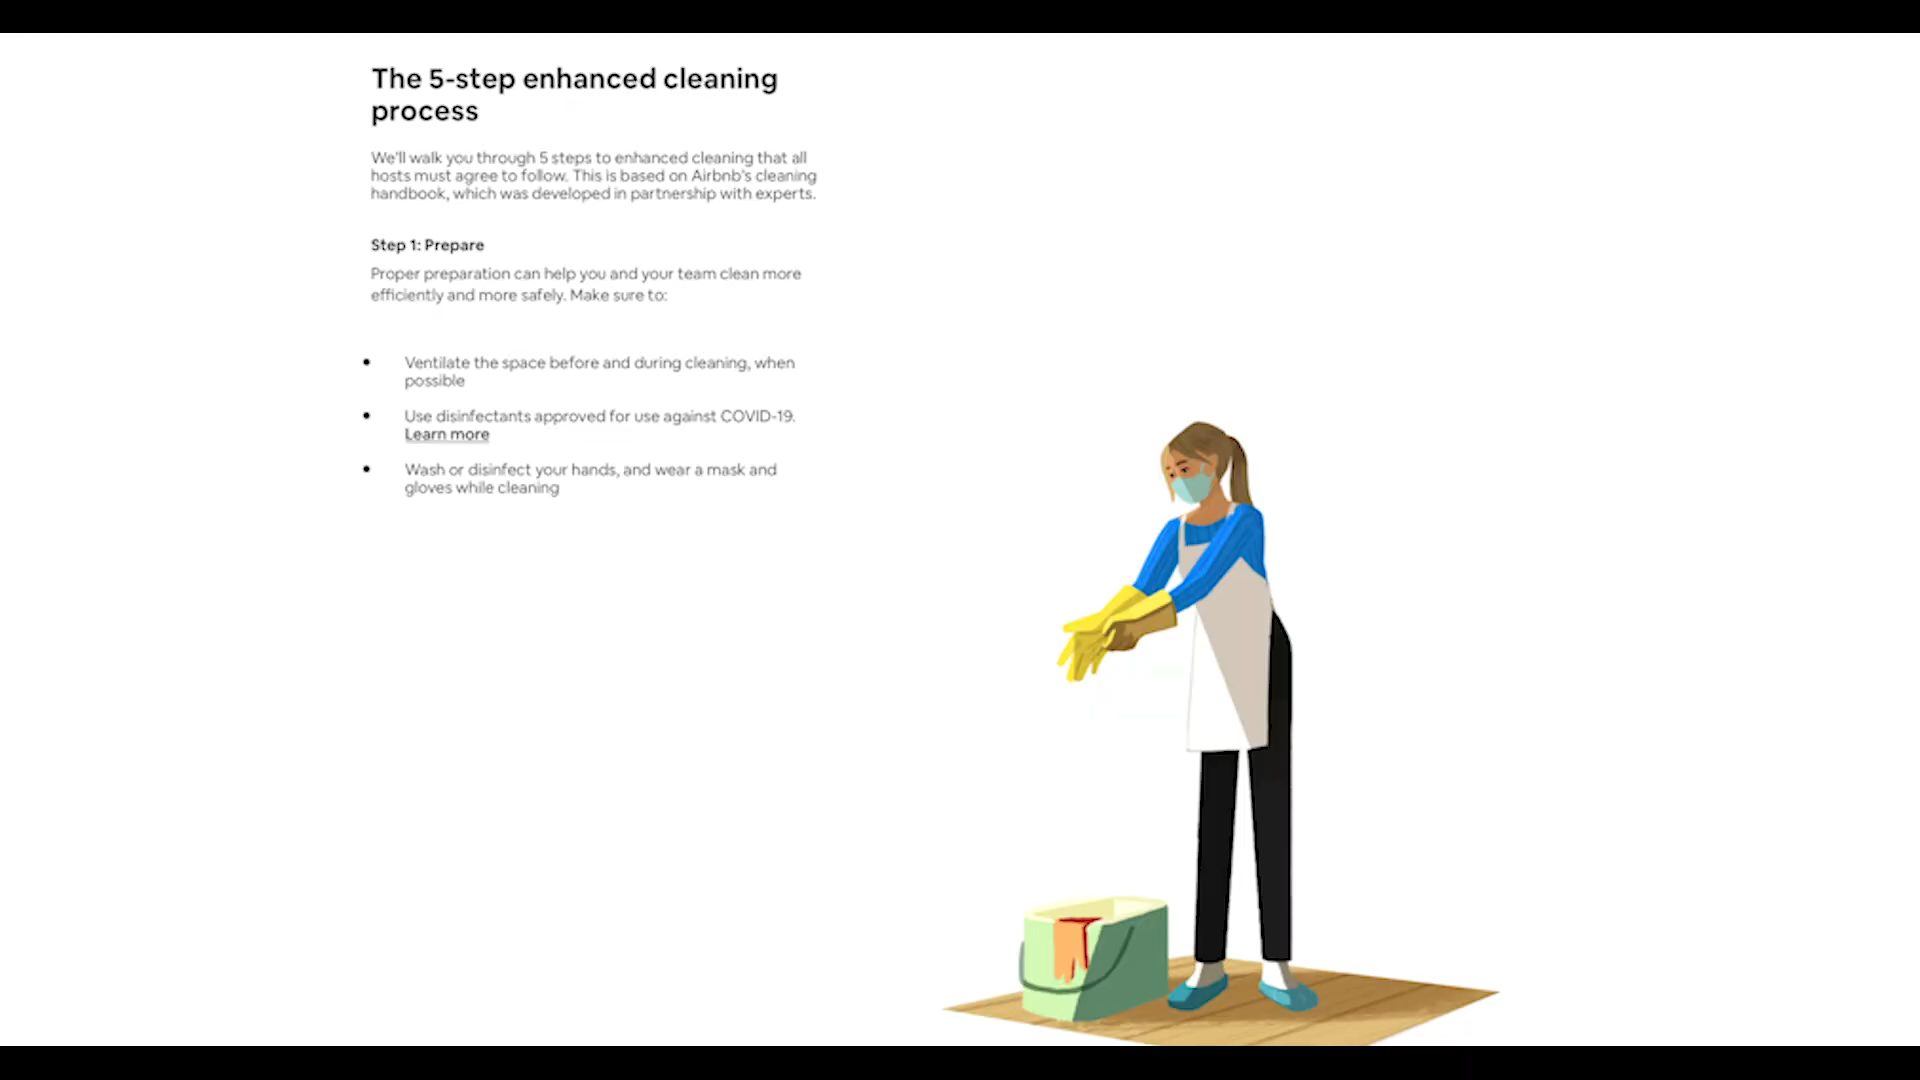 The 5-step enhanced cleaning
process
We'll walk you through 5 steps to enhanced cleaning that all
hosts must agree to follow. This is based on Airbnb's cleaning
handbook, which was developed in partnership with experts.
Step 1: Prepare
Proper preparation can help you and your team clean more
efficiently and more safely. Make sure to:
• Ventilate the space before and during cleaning, when
possible
• Use disinfectants approved for use against COVID-19.
Learn more
• Wash or disinfect your hands, and wear a mask and
gloves while cleaning